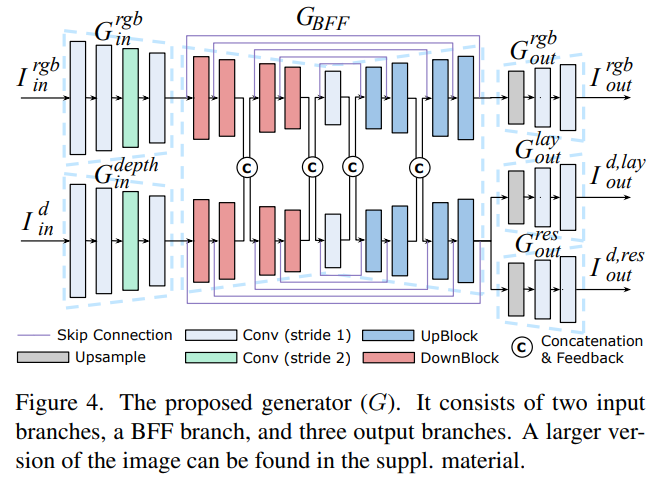 G_{BFF}
G_{in}^{rgb}
G_{out}^{rgb}
I_{in}^{rgb}
I_{out}^{rgb}
C C C C
G_{in}^{depth}
G_{out}^{lay}
I_{out}^{d,lay}
I_{in}^{d}
G_{out}^{res}
I_{out}^{d,res}
Skip Connection Conv (stride 1) UpBlock C Concatenation
Upsample Conv (stride 2) DownBlock & Feedback
Figure 4. The proposed generator (G). It consists of two input
branches, a BFF branch, and three output branches. A larger ver-
sion of the image can be found in the suppl. material.